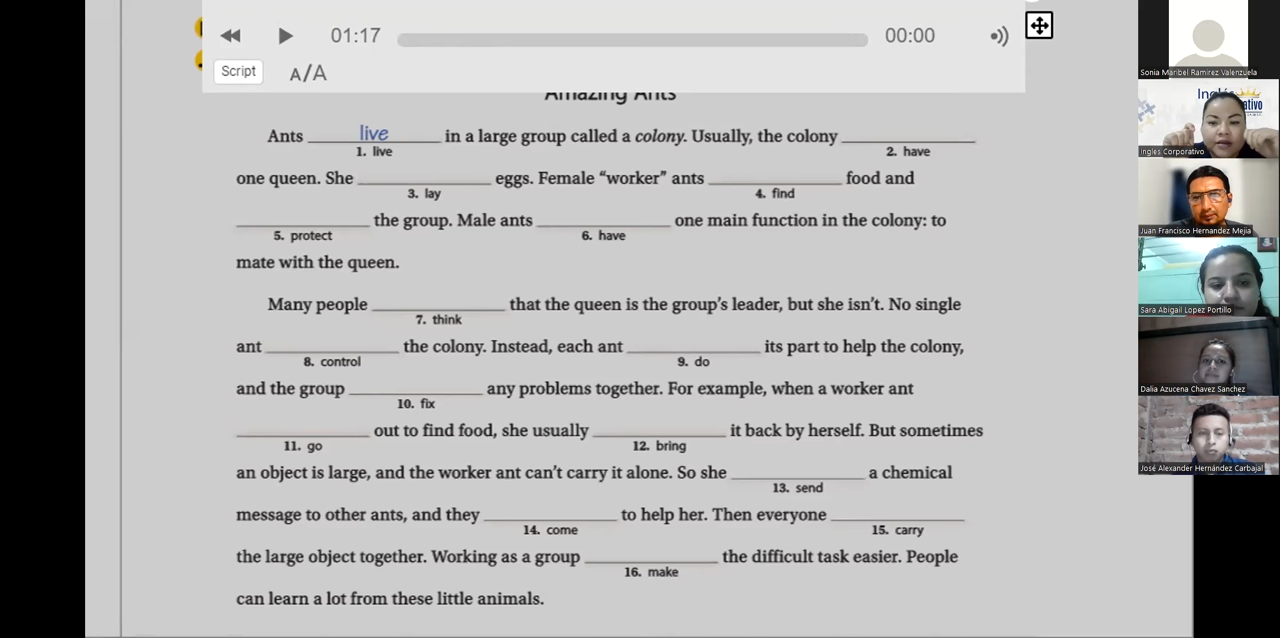 01:17 00:00
Script A/A
Amazing Ants
Ants live in a large group called a colony. Usually, the colony
1. live 2. have
one queen. She eggs. Female “worker” ants food and
3. lay 4. find
the group. Male ants one main function in the colony: to
5. protect 6. have
mate with the queen.
Many people that the queen is the group’s leader, but she isn’t. No single
7. think
ant the colony. Instead, each ant its part to help the colony,
8. control 9. do
and the group any problems together. For example, when a worker ant
10. fix
out to find food, she usually it back by herself. But sometimes
11. go 12. bring
an object is large, and the worker ant can’t carry it alone. So she a chemical
13. send
message to other ants, and they to help her. Then everyone
14. come 15. carry
the large object together. Working as a group the difficult task easier. People
16. make
can learn a lot from these little animals.
Sonia Maribel Ramirez Valenzuela
Inglés Corporativo
Juan Francisco Hernandez Mejia
Sara Abigail Lopez Portillo
Dalia Azucena Chavez Sanchez
José Alexander Hernández Carbajal